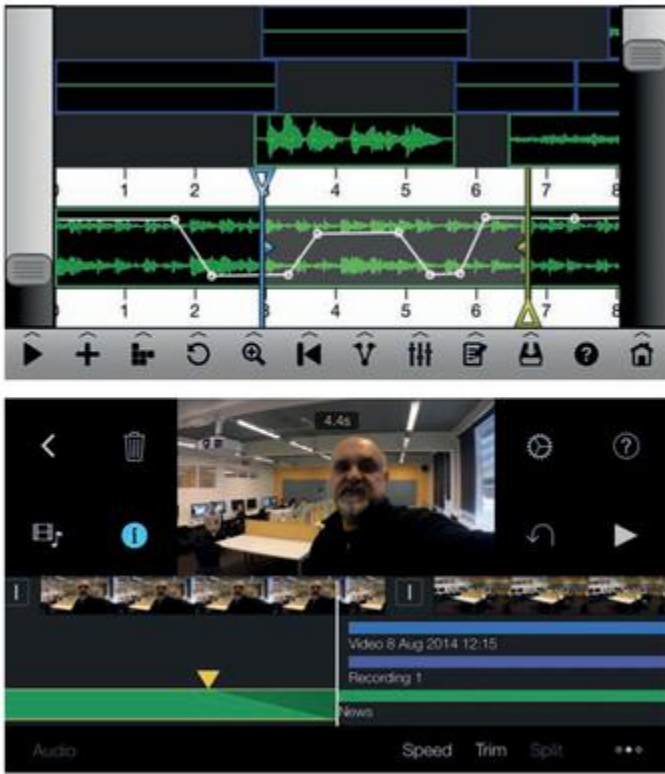 1 2 3 4 5 6 7 8
1 2 3 4 5 6 7 8
?
4.4s
?
i
Video 8 Aug 2014 12:15
Recording 1
News
Audio Speed Trim Split